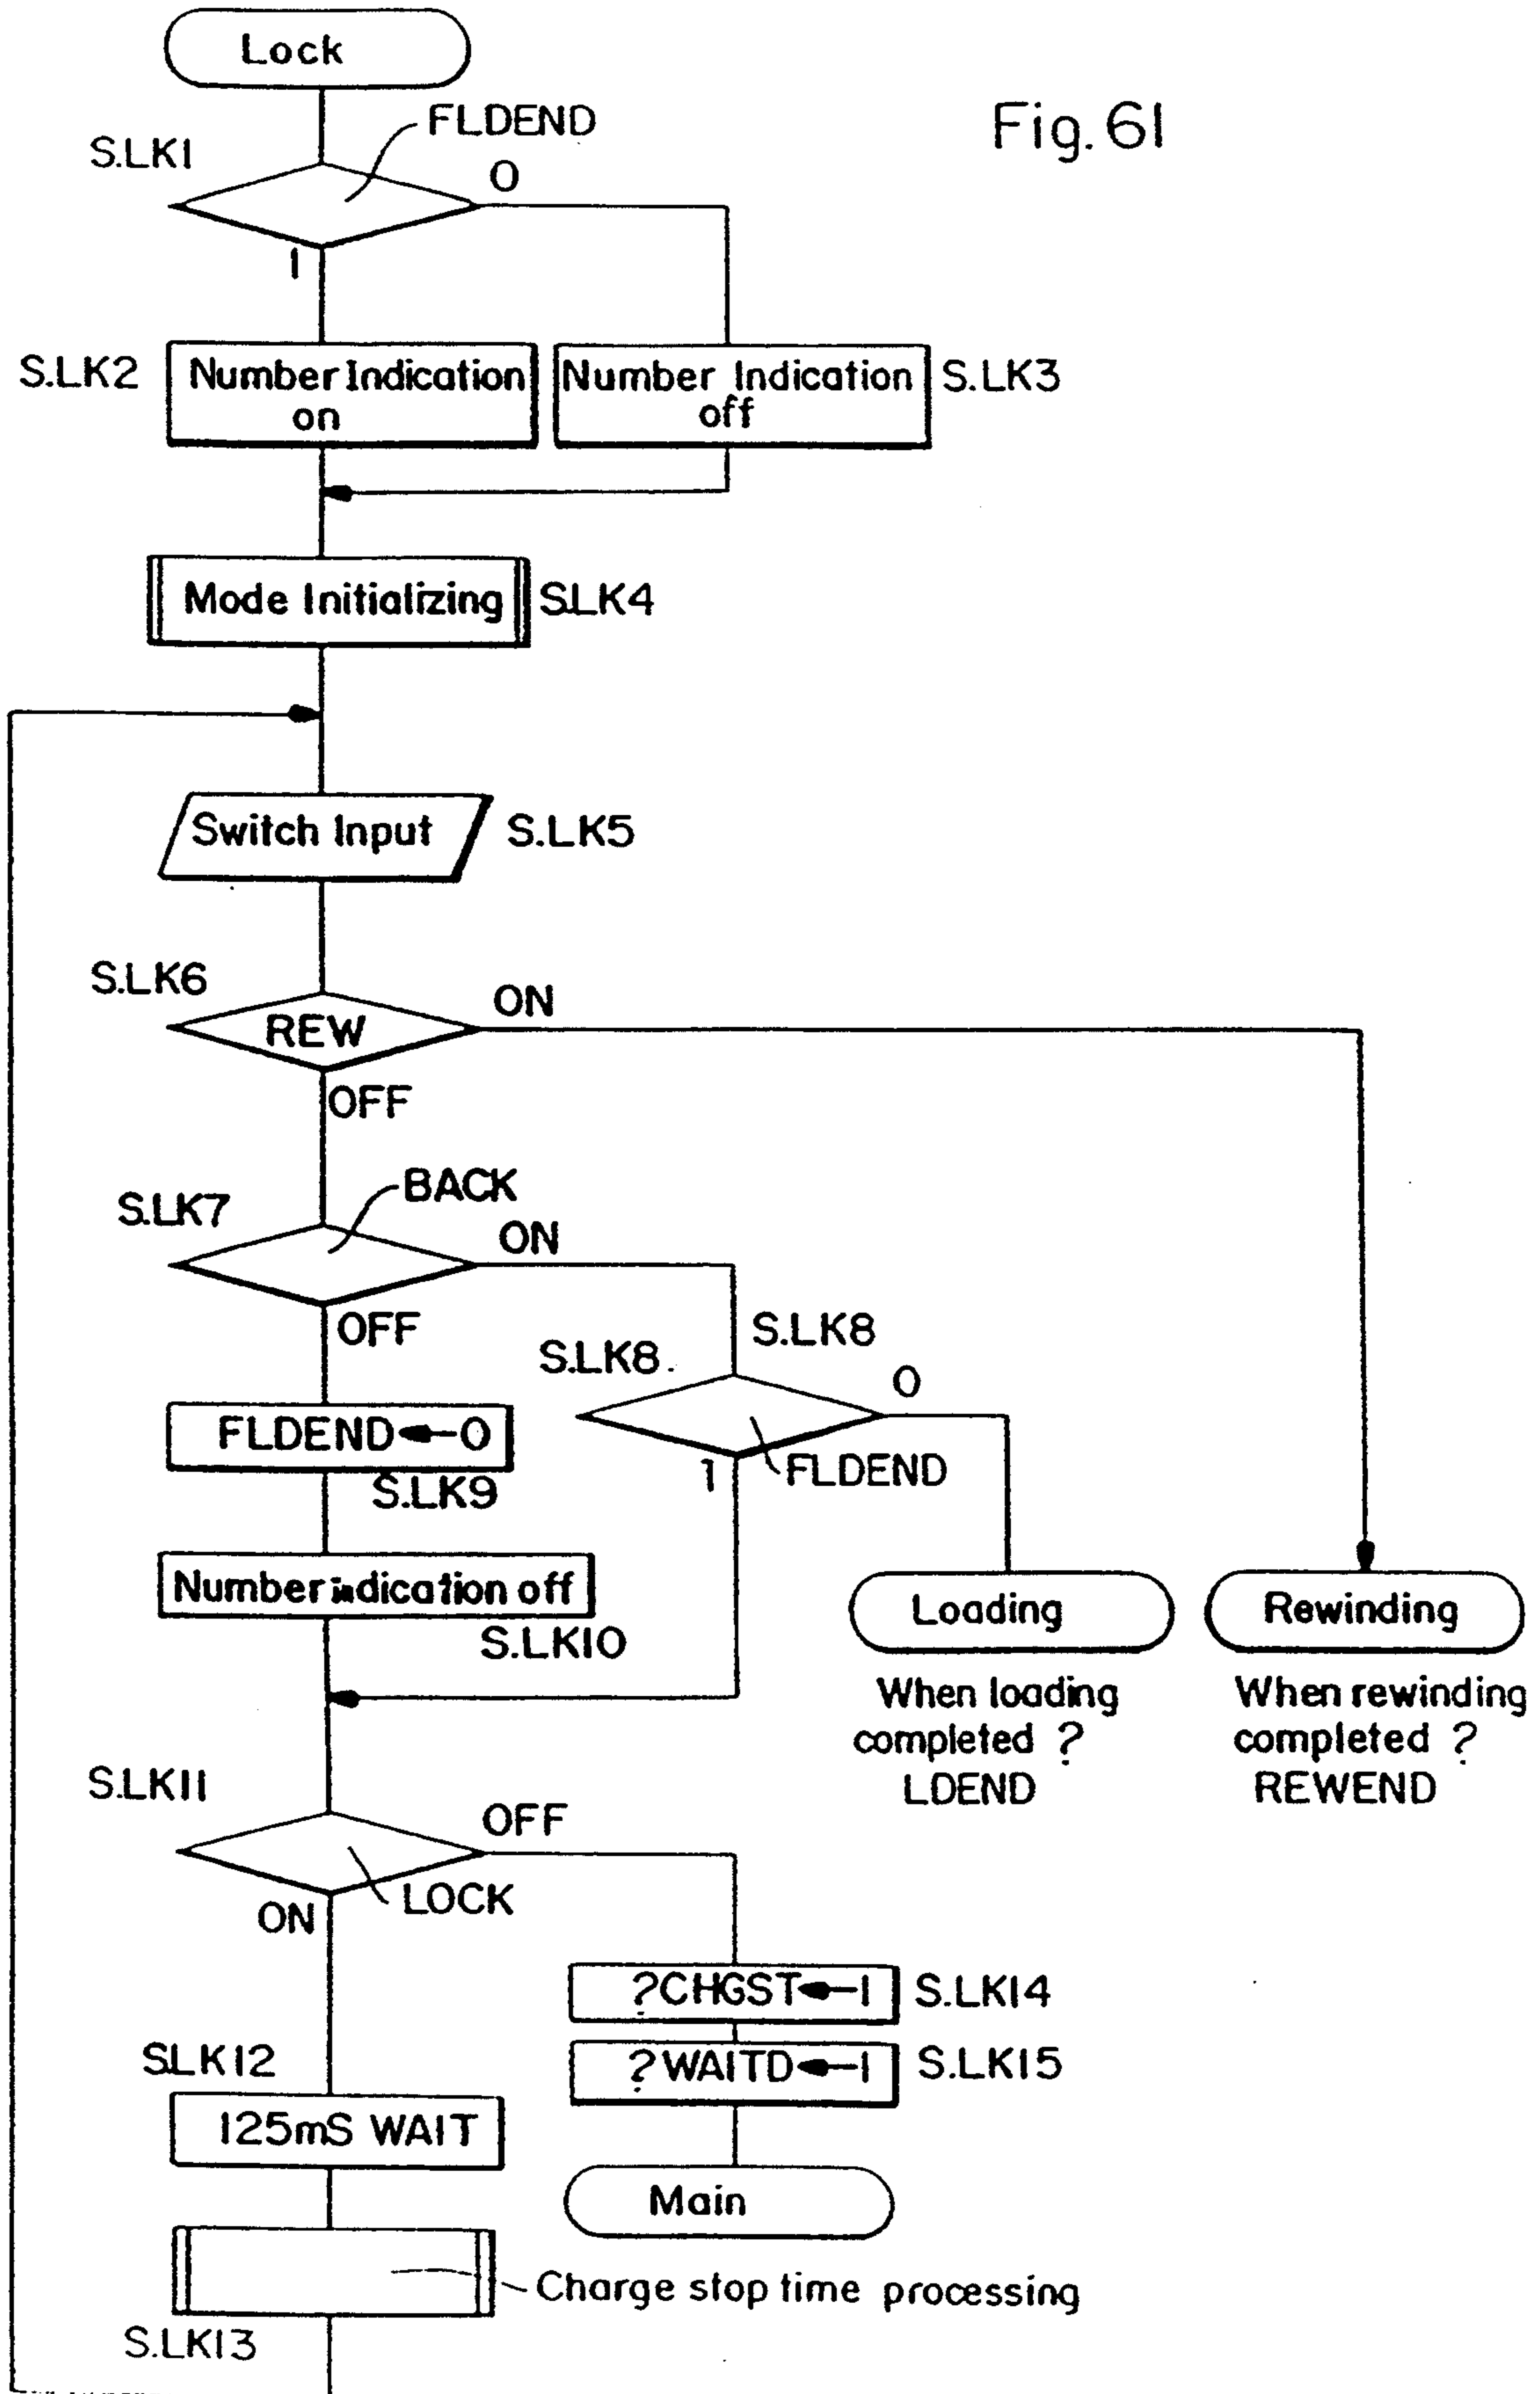 Lock
Fig. 61
FLDEND
S.LK1
0
1
S.LK2
Number Indication
on
Number Indication
off
S.LK3
Mode Initializing
S.LK4
Switch Input
S.LK5
S.LK6
REW
ON
OFF
BACK
S.LK7
ON
OFF
S.LK8
S.LK8
0
1
FLDEND
FLDEND←0
S.LK9
Number indication off
S.LK10
Loading
Rewinding
When loading
completed ?
LDEND
When rewinding
completed ?
REWEND
S.LK11
OFF
LOCK
ON
?CHGST←1
S.LK14
S.LK12
?WAITD←1
S.LK15
125mS WAIT
Main
Charge stop time processing
S.LK13